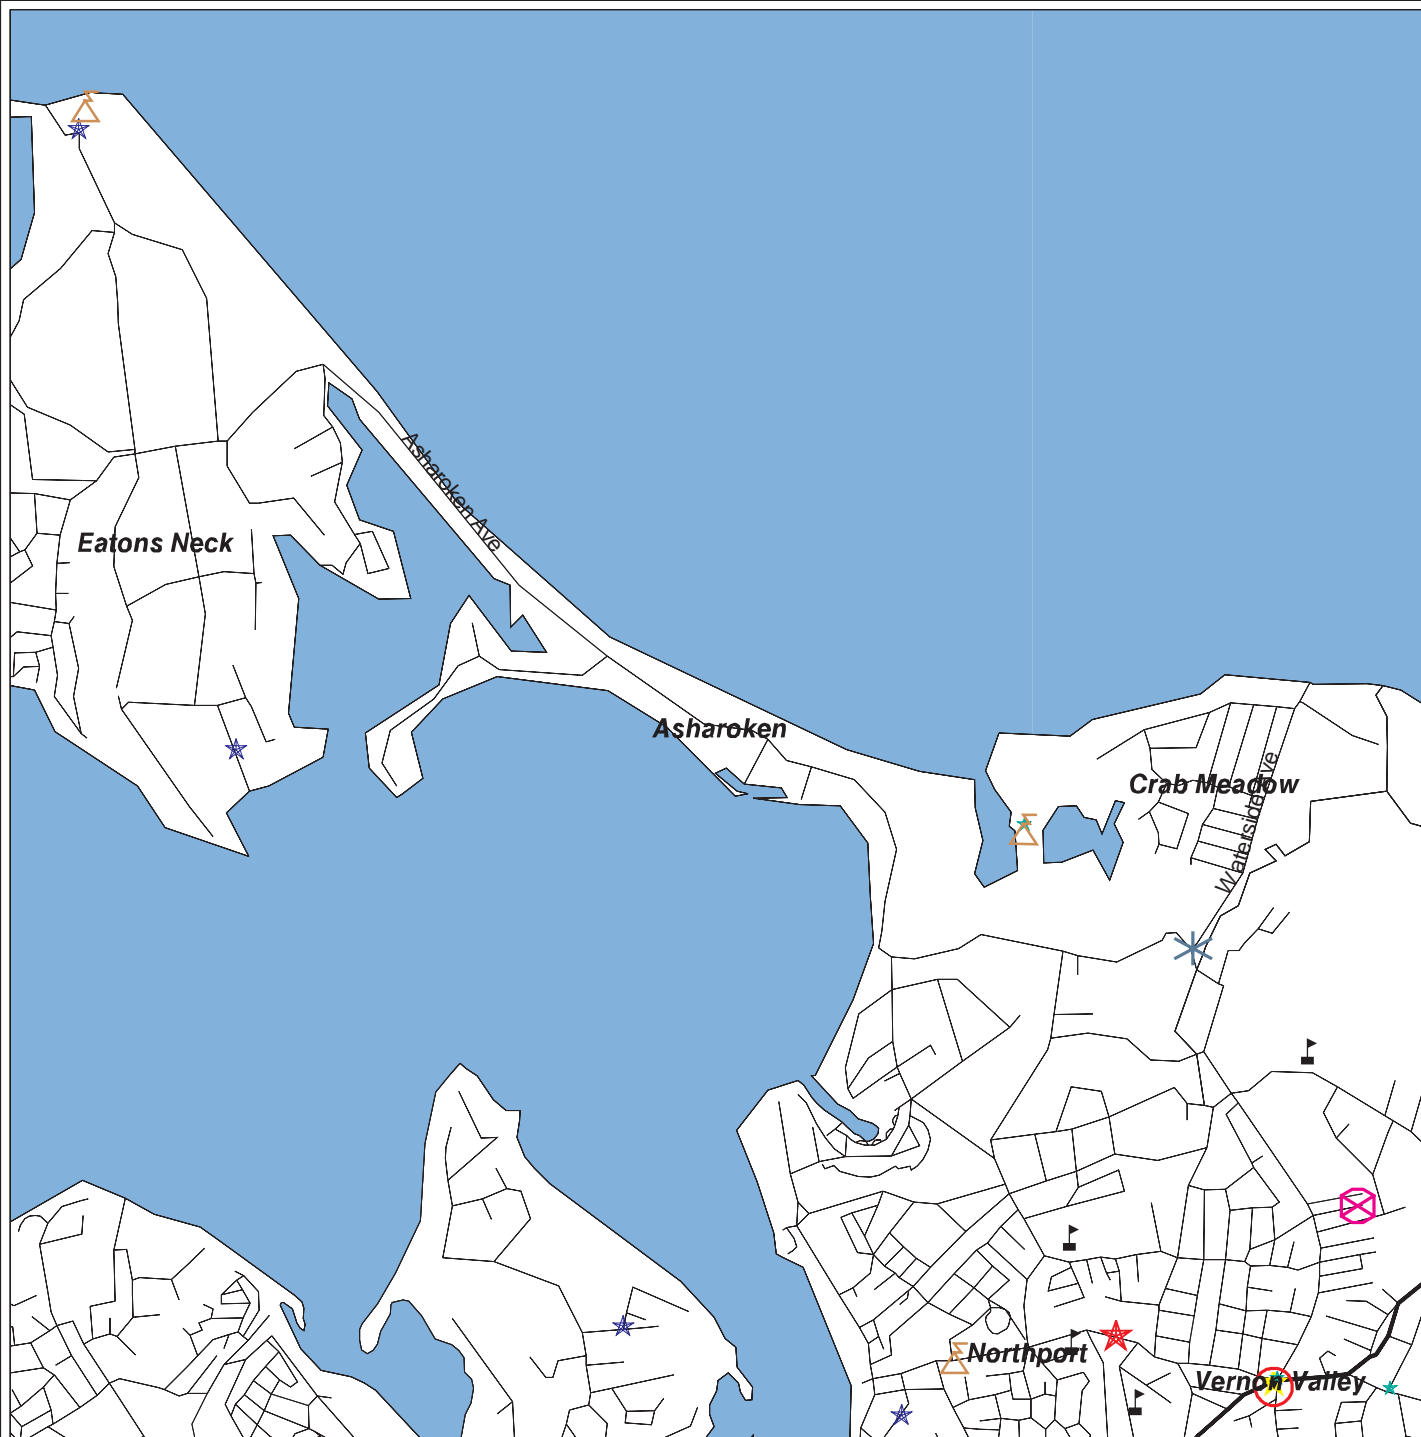 Asharoken Ave
Eatons Neck
Asharoken
Crab Meadow
Waterside Ave
Northport
Vernon Valley